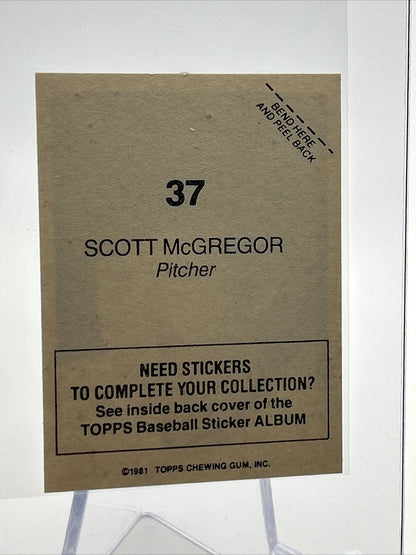 BEND HERE
AND PEEL BACK
37
SCOTT McGREGOR
Pitcher
NEED STICKERS
TO COMPLETE YOUR COLLECTION?
See inside back cover of the
TOPPS Baseball Sticker ALBUM
©1981 TOPPS CHEWING GUM, INC.